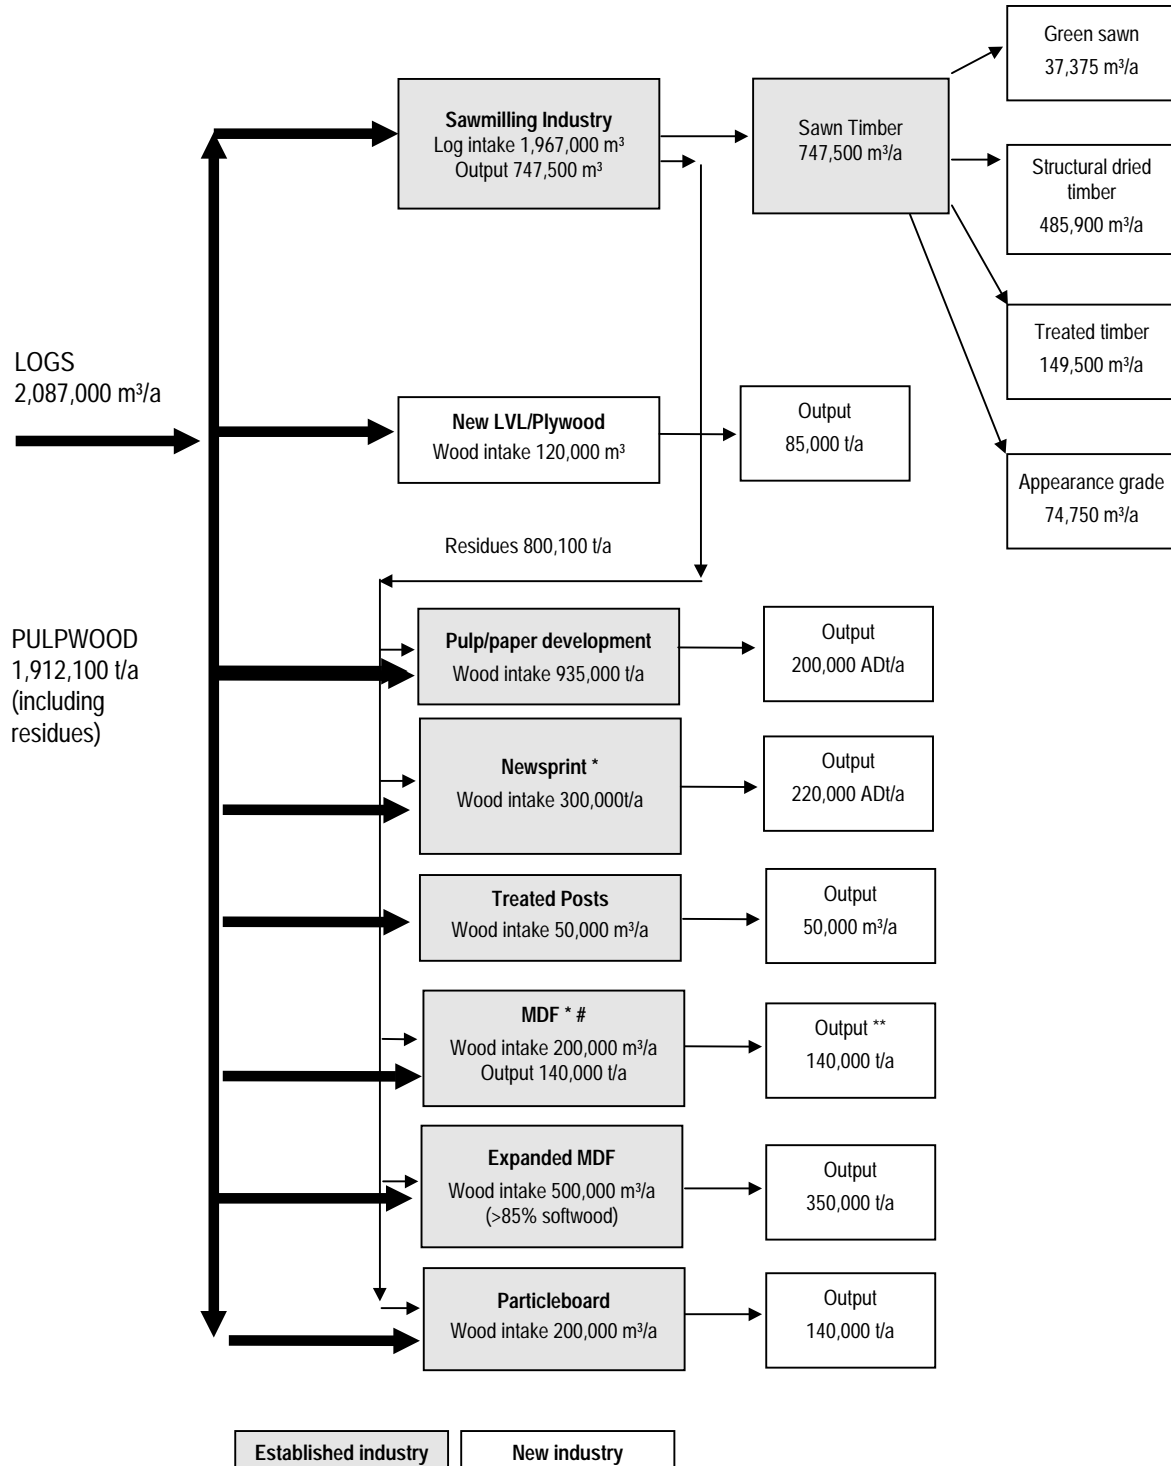 Green sawn
37,375 m³/a
Sawmilling Industry
Log intake 1,967,000 m³
Output 747,500 m³
Sawn Timber
747,500 m³/a
Structural dried
timber
485,900 m³/a
Treated timber
149,500 m³/a
LOGS
2,087,000 m³/a
New LVL/Plywood
Wood intake 120,000 m³
Output
85,000 t/a
Appearance grade
74,750 m³/a
Residues 800,100 t/a
PULPWOOD
1,912,100 t/a
(including
residues)
Pulp/paper development
Wood intake 935,000 t/a
Output
200,000 ADt/a
Newsprint *
Wood intake 300,000t/a
Output
220,000 ADt/a
Treated Posts
Wood intake 50,000 m³/a
Output
50,000 m³/a
MDF * #
Wood intake 200,000 m³/a
Output 140,000 t/a
Output **
140,000 t/a
Expanded MDF
Wood intake 500,000 m³/a
(>85% softwood)
Output
350,000 t/a
Particleboard
Wood intake 200,000 m³/a
Output
140,000 t/a
Established industry
New industry